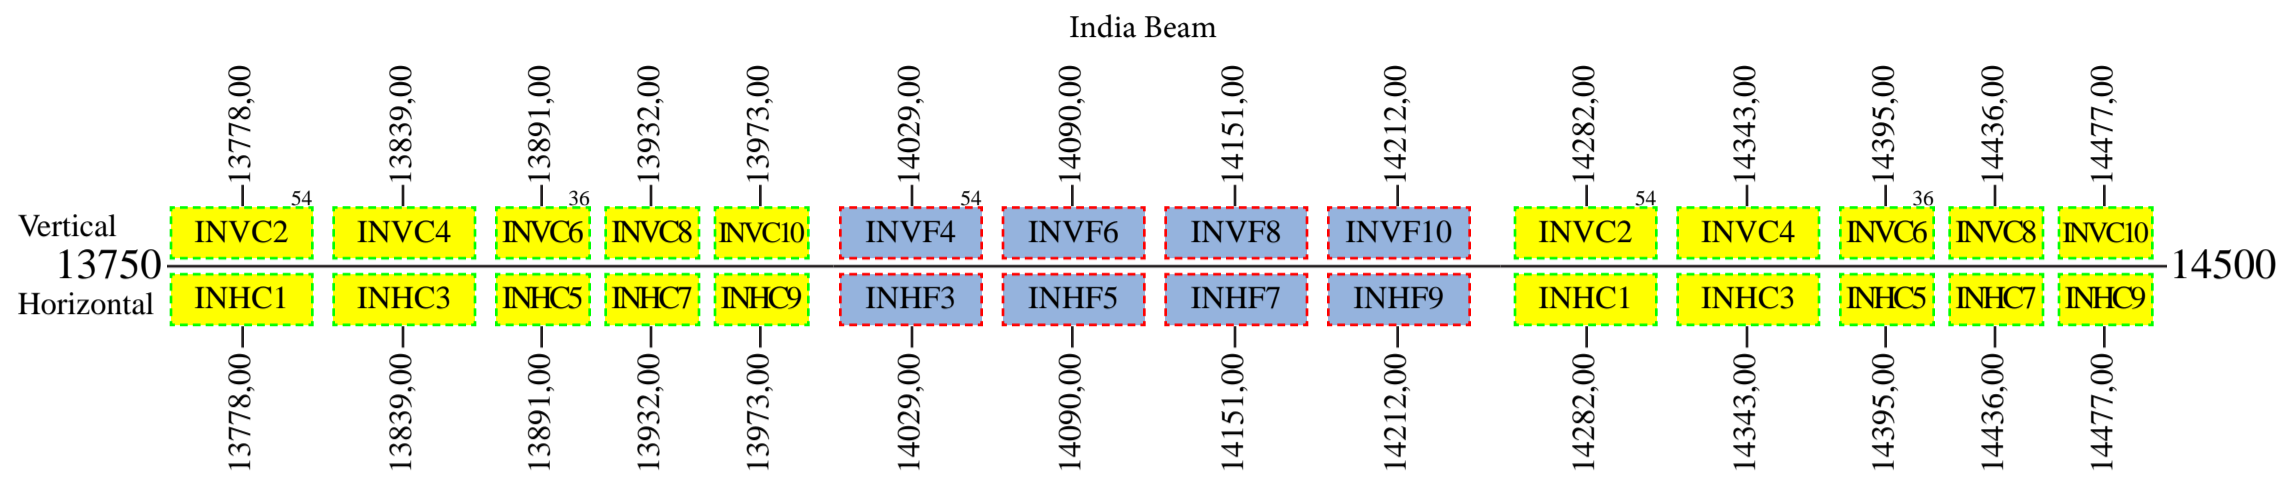 India Beam
13778,00 13839,00 13891,00 13932,00 13973,00 14029,00 14090,00 14151,00 14212,00 14282,00 14343,00 14395,00 14436,00 14477,00
54 36 54 54 36
Vertical INVC2 INVC4 INVC6 INVC8 INVC10 INVF4 INVF6 INVF8 INVF10 INVC2 INVC4 INVC6 INVC8 INVC10
13750 14500
Horizontal INHC1 INHC3 INHC5 INHC7 INHC9 INHF3 INHF5 INHF7 INHF9 INHC1 INHC3 INHC5 INHC7 INHC9
13778,00 13839,00 13891,00 13932,00 13973,00 14029,00 14090,00 14151,00 14212,00 14282,00 14343,00 14395,00 14436,00 14477,00